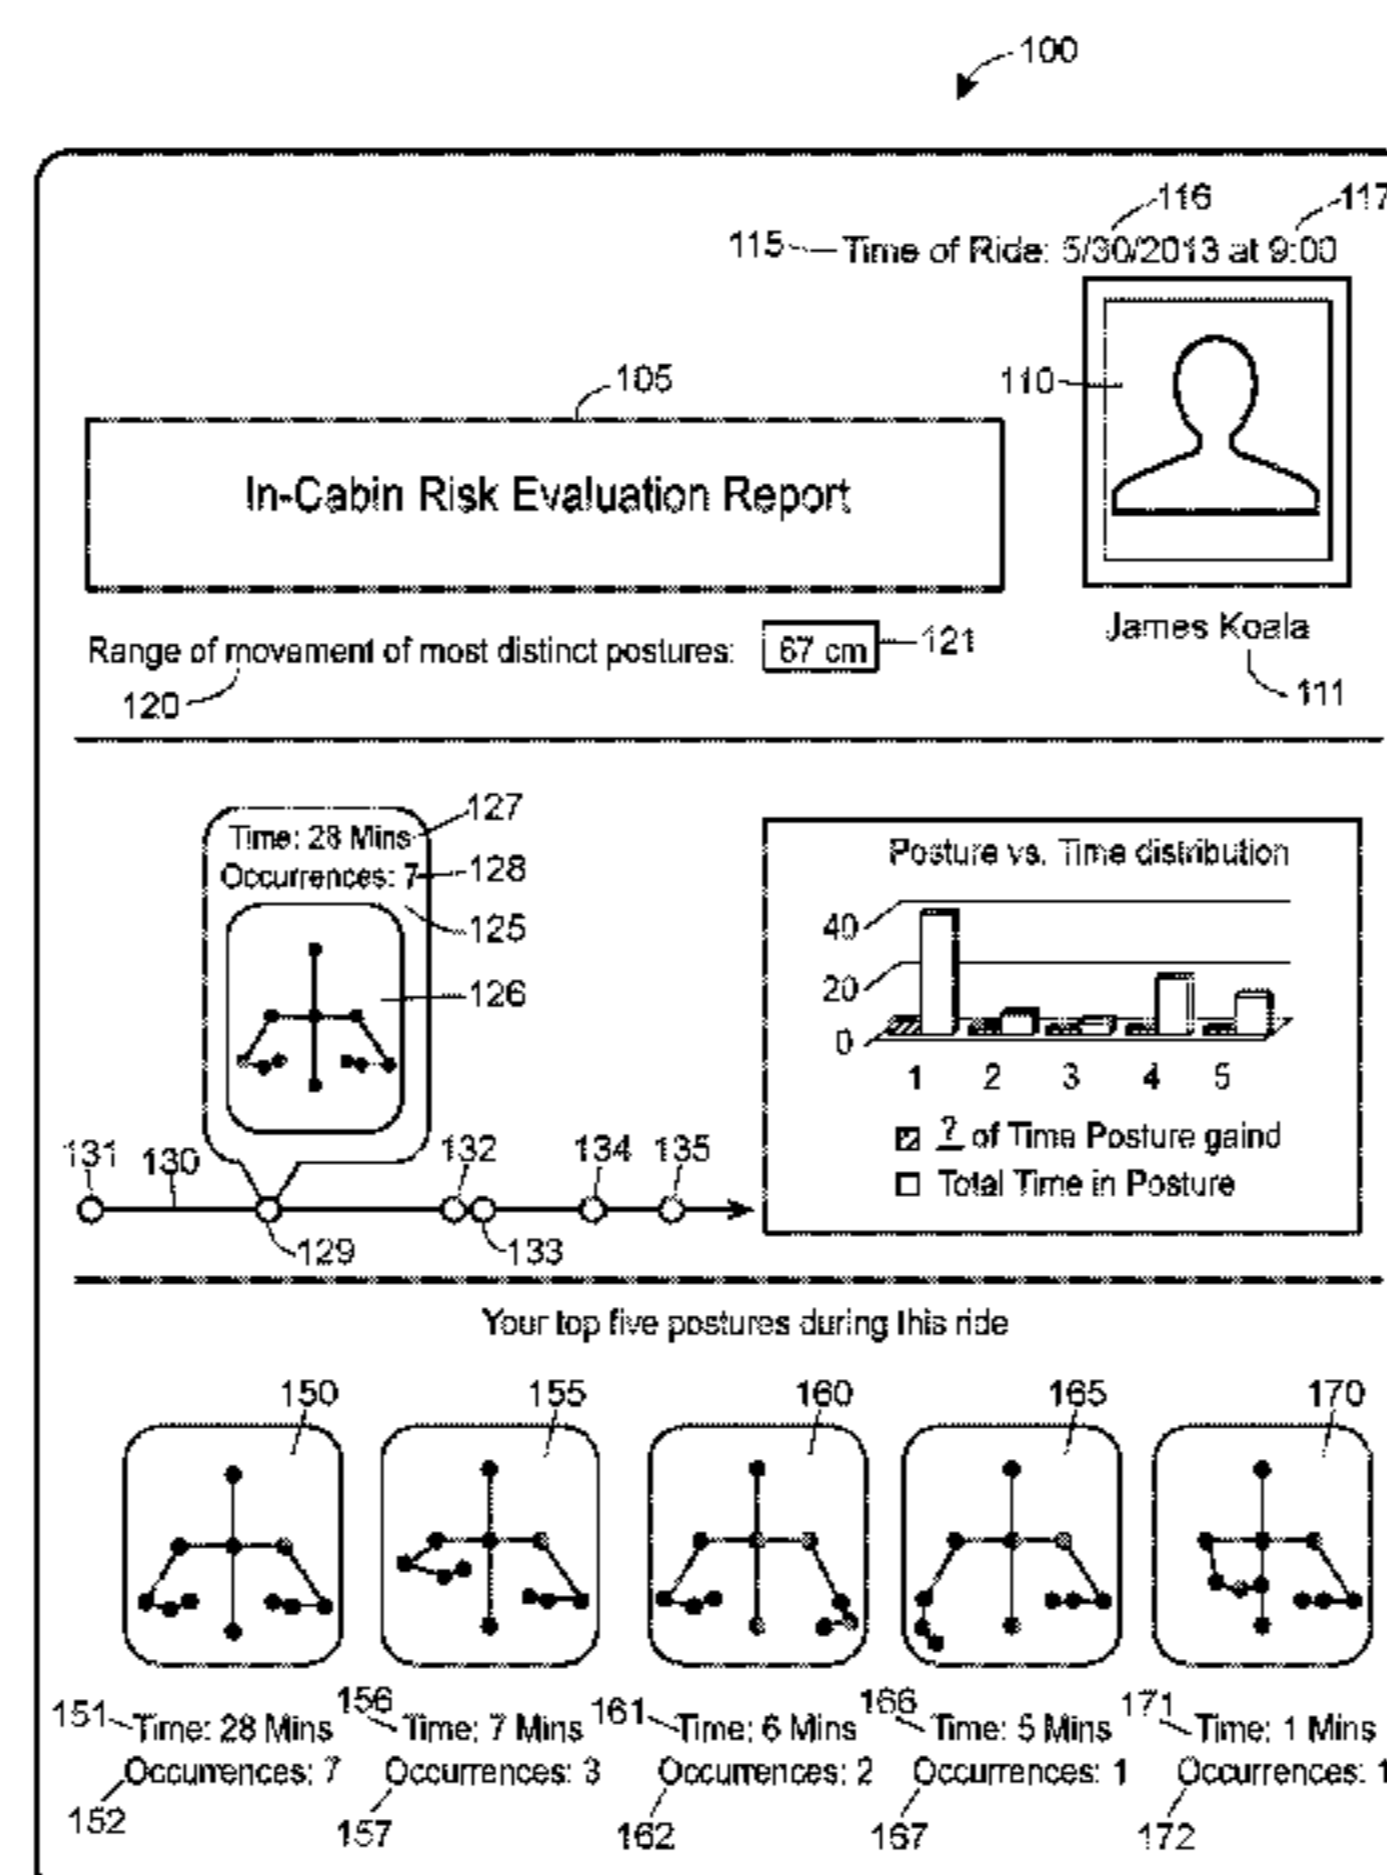 100
116
117
115 Time of Ride: 5/30/2013 at 9:00
105
110
In-Cabin Risk Evaluation Report
James Koala
111
Range of movement of most distinct postures: 67 cm 121
120
Time: 28 Mins 127
Occurrences: 7 128
125
126
131 130 132 134 135
129 133
Posture vs. Time distribution
40
20
0
1 2 3 4 5
? of Time Posture gaind
Total Time in Posture
Your top five postures during this ride
150 155 160 165 170
151 Time: 28 Mins 156 Time: 7 Mins 161 Time: 6 Mins 166 Time: 5 Mins 171 Time: 1 Mins
Occurrences: 7 Occurrences: 3 Occurrences: 2 Occurrences: 1 Occurrences: 1
152 157 162 167 172